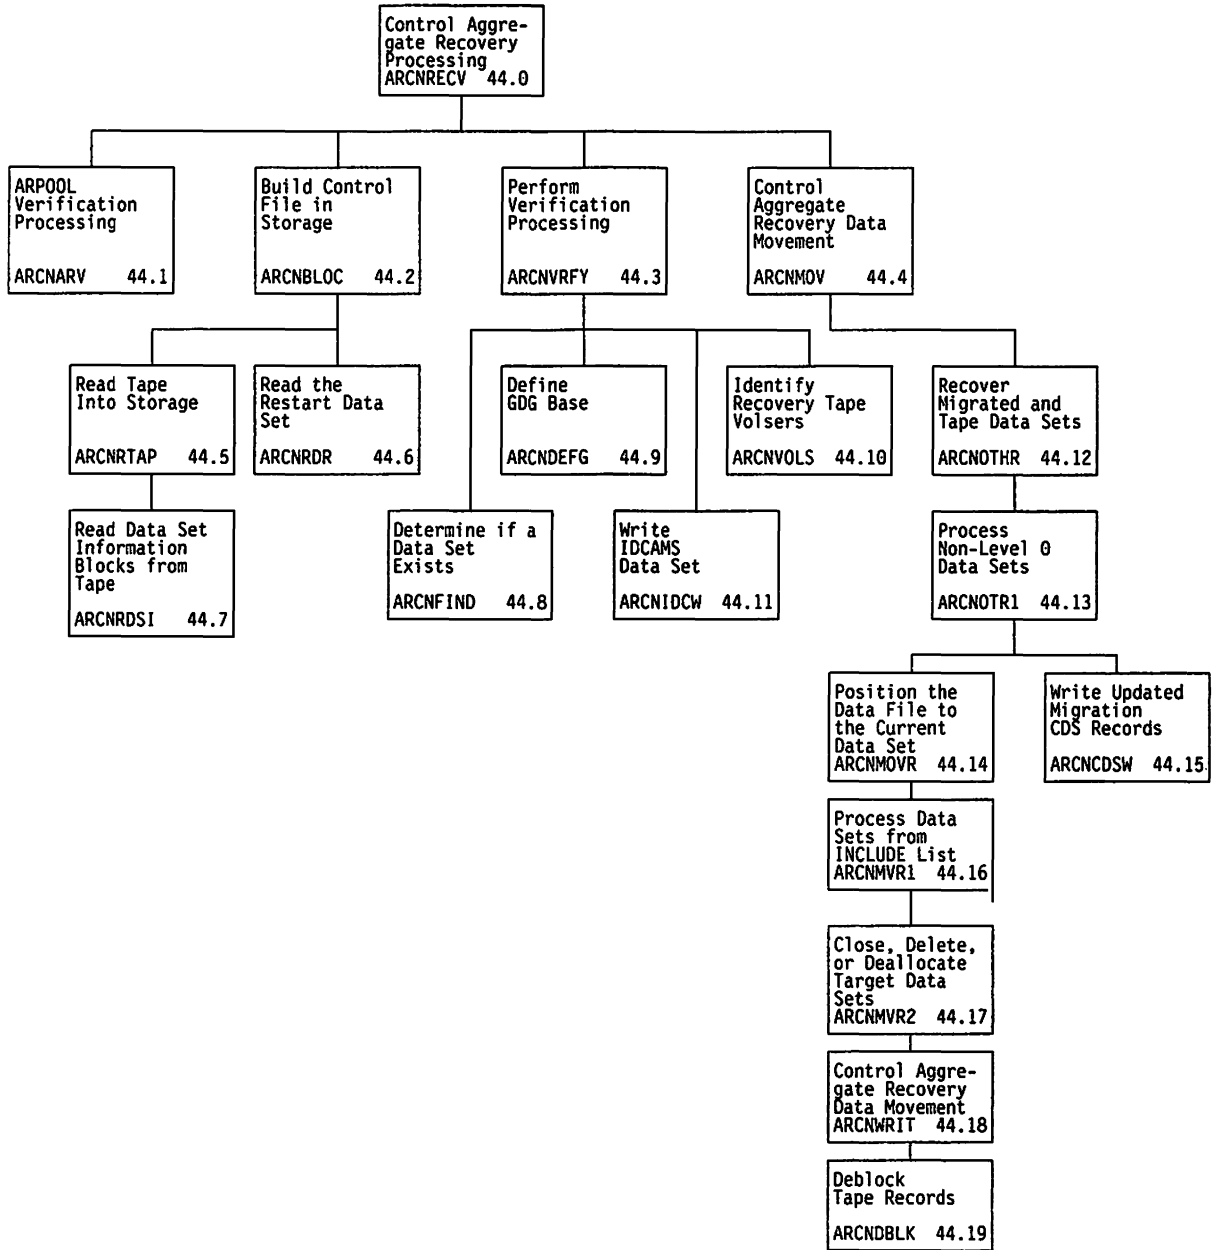 Control Aggre-
gate Recovery
Processing
ARCNRECV 44.0
ARPOOL
Verification
Processing
ARCNARV 44.1
Build Control
File in
Storage
ARCNBLOC 44.2
Perform
Verification
Processing
ARCNVRFY 44.3
Control
Aggregate
Recovery Data
Movement
ARCNMOV 44.4
Read Tape
Into Storage
ARCNRTAP 44.5
Read the
Restart Data
Set
ARCNRDR 44.6
Define
GDG Base
ARCNDEFG 44.9
Identify
Recovery Tape
Volsers
ARCNVOLS 44.10
Recover
Migrated and
Tape Data Sets
ARCNOTHR 44.12
Read Data Set
Information
Blocks from
Tape
ARCNRDSI 44.7
Determine if a
Data Set
Exists
ARCNFIND 44.8
Write
IDCAMS
Data Set
ARCNIDCW 44.11
Process
Non-Level 0
Data Sets
ARCNOTR1 44.13
Position the
Data File to
the Current
Data Set
ARCNMOVR 44.14
Write Updated
Migration
CDS Records
ARCNCDSW 44.15
Process Data
Sets from
INCLUDE List
ARCNMVR1 44.16
Close, Delete,
or Deallocate
Target Data
Sets
ARCNMVR2 44.17
Control Aggre-
gate Recovery
Data Movement
ARCNWRIT 44.18
Deblock
Tape Records
ARCNDBLK 44.19